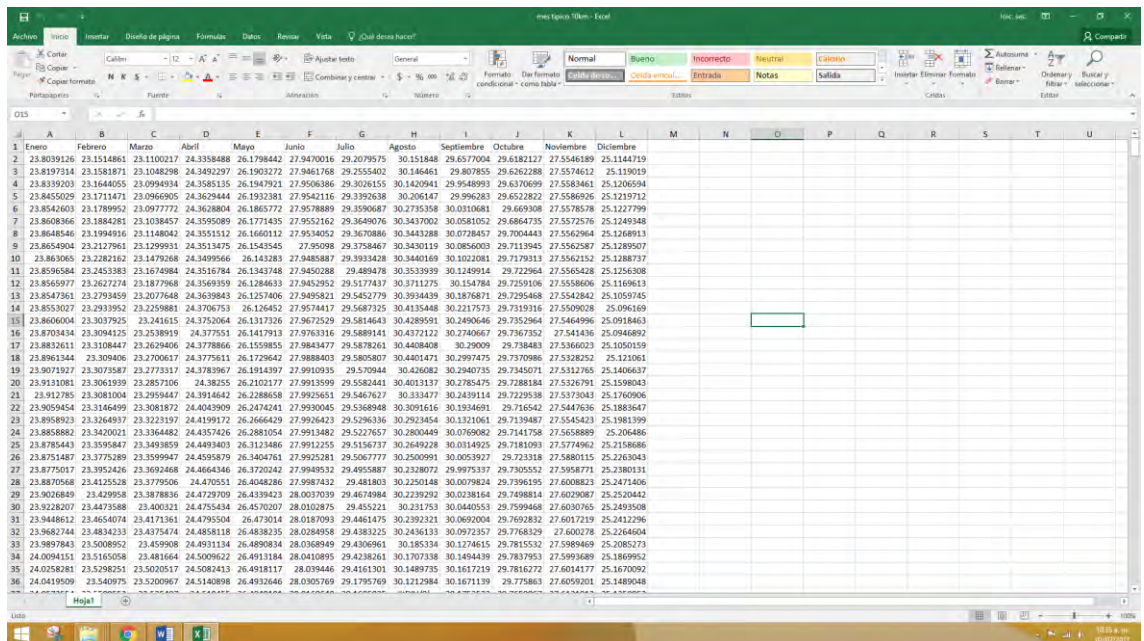 mes tipico 10km - Excel
Archivo Inicio Insertar Diseño de página Fórmulas Datos Revisar Vista ¿Qué desea hacer? Compartir
Cortar
Copiar
Copiar formato
Portapapeles
Calibri 12
N K S
Fuente
Ajustar texto
Combinar y centrar
Alineación
General
$ % 000
Número
Formato condicional
Dar formato como tabla
Normal Bueno Incorrecto Neutral Cálculo
Celda de co... Celda vincul... Entrada Notas Salida
Estilos
Insertar Eliminar Formato
Celdas
Autosuma
Rellenar
Borrar
Ordenar y filtrar
Buscar y seleccionar
O15
A B C D E F G H I J K L M N O P Q R S T U
1 Enero Febrero Marzo Abril Mayo Junio Julio Agosto Septiembre Octubre Noviembre Diciembre
2 23.8039126 23.1514861 23.1100217 24.3358488 26.1798442 27.9470016 29.2079575 30.151848 29.6577004 29.6182127 27.5546189 25.1144719
3 23.8197314 23.1581871 23.1048298 24.3492297 26.1903272 27.9461768 29.2555402 30.146461 29.807855 29.6262288 27.5574612 25.119019
4 23.8339203 23.1644055 23.0994934 24.3585135 26.1947921 27.9506386 29.3026155 30.1420941 29.9548993 29.6370699 27.5583461 25.1206594
5 23.8455029 23.1711471 23.0966905 24.3629444 26.1932381 27.9542116 29.3392638 30.206147 29.996283 29.6522822 27.5586926 25.1219712
6 23.8542603 23.1789952 23.0977772 24.3628804 26.1865772 27.9578889 29.3590687 30.2735358 30.0310681 29.669308 27.5578578 25.1227799
7 23.8608366 23.1884281 23.1038457 24.3595089 26.1771435 27.9552162 29.3649076 30.3437002 30.0581052 29.6864735 27.5572576 25.1249348
8 23.8648546 23.1994916 23.1148042 24.3551512 26.1660112 27.9534052 29.3670886 30.3443288 30.0728457 29.7004443 27.5562964 25.1268913
9 23.8654904 23.2127961 23.1299931 24.3513475 26.1543545 27.95098 29.3758467 30.3430119 30.0856003 29.7113945 27.5562587 25.1289507
10 23.863065 23.2282162 23.1479268 24.3499566 26.143283 27.9485887 29.3933428 30.3440169 30.1022081 29.7179313 27.5562152 25.1288737
11 23.8596584 23.2453383 23.1674984 24.3516784 26.1343748 27.9450288 29.489478 30.3533939 30.1249914 29.722964 27.5565428 25.1256308
12 23.8565977 23.2627274 23.1877968 24.3569359 26.1284633 27.9452952 29.5177437 30.3711275 30.154784 29.7259106 27.5558606 25.1169613
13 23.8547361 23.2793459 23.2077648 24.3639843 26.1257406 27.9495821 29.5452779 30.3934439 30.1876871 29.7295468 27.5542842 25.1059745
14 23.8553027 23.2933952 23.2259881 24.3706753 26.126452 27.9574417 29.5687325 30.4135448 30.2217573 29.7319316 27.5509028 25.096169
15 23.8606004 23.3037925 23.241615 24.3752064 26.1317326 27.9672529 29.5814643 30.4289591 30.2490646 29.7352964 27.5464996 25.0918463
16 23.8703434 23.3094125 23.2538919 24.377551 26.1417913 27.9763316 29.5889141 30.4372122 30.2740667 29.7367352 27.541436 25.0946892
17 23.8832611 23.3108447 23.2629406 24.3778866 26.1559855 27.9843477 29.5878261 30.4408408 30.29009 29.738483 27.5366023 25.1050159
18 23.8961344 23.309406 23.2700617 24.3775611 26.1729642 27.9888403 29.5805807 30.4401471 30.2997475 29.7370986 27.5328252 25.121061
19 23.9071927 23.3073587 23.2773317 24.3783967 26.1914397 27.9910935 29.570944 30.426082 30.2940735 29.7345071 27.5312765 25.1406637
20 23.9131081 23.3061939 23.2857106 24.38255 26.2102177 27.9913599 29.5582441 30.4013137 30.2785475 29.7288184 27.5326791 25.1598043
21 23.912785 23.3081004 23.2959447 24.3914642 26.2288658 27.9925651 29.5467627 30.333477 30.2439114 29.7229538 27.5373043 25.1760906
22 23.9059454 23.3146499 23.3081872 24.4043909 26.2474241 27.9930045 29.5368948 30.3091616 30.1934691 29.716542 27.5447636 25.1883647
23 23.8958923 23.3264937 23.3223197 24.4199172 26.2666429 27.9926423 29.5296336 30.2923454 30.1321061 29.7139487 27.5545423 25.1981399
24 23.8858882 23.3420021 23.3364482 24.4357426 26.2881054 27.9913482 29.5227657 30.2800449 30.0769082 29.7141758 27.5658889 25.206486
25 23.8785443 23.3595847 23.3493859 24.4493403 26.3123486 27.9912255 29.5156737 30.2649228 30.0314925 29.7181093 27.5774962 25.2158686
26 23.8751487 23.3775289 23.3599947 24.4595879 26.3404761 27.9925281 29.5067777 30.2500991 30.0053927 29.723318 27.5880115 25.2263043
27 23.8775017 23.3952426 23.3692468 24.4664346 26.3720242 27.9949532 29.4955887 30.2328072 29.9975337 29.7305552 27.5958771 25.2380131
28 23.8870568 23.4125528 23.3779506 24.470551 26.4048286 27.9987432 29.481803 30.2250148 30.0079824 29.7396195 27.6008823 25.2471406
29 23.9026849 23.429958 23.3878836 24.4729709 26.4339423 28.0037039 29.4674984 30.2239292 30.0238164 29.7498814 27.6029087 25.2520442
30 23.9228207 23.4473588 23.400321 24.4755434 26.4570207 28.0102875 29.455221 30.231753 30.0440553 29.7599468 27.6030765 25.2493508
31 23.9448612 23.4654074 23.4171361 24.4795504 26.473014 28.0187093 29.4461475 30.2392321 30.0692004 29.7692832 27.6017219 25.2412296
32 23.9682744 23.4834233 23.4375474 24.4858118 26.4838235 28.0284958 29.4383225 30.2436133 30.0972357 29.7768329 27.600278 25.2264604
33 23.9897843 23.5008952 23.459908 24.4931134 26.4890834 28.0368949 29.4306961 30.185334 30.1274615 29.7815532 27.5989469 25.2085273
34 24.0094151 23.5165058 23.481664 24.5009622 26.4913184 28.0410895 29.4238261 30.1707338 30.1494439 29.7837953 27.5993689 25.1869952
35 24.0258281 23.5298251 23.5020517 24.5082413 26.4918117 28.039446 29.4161301 30.1489735 30.1617219 29.7816272 27.6014177 25.1670092
36 24.0419509 23.540975 23.5200967 24.5140898 26.4932646 28.0305769 29.1795769 30.1212984 30.1671139 29.775863 27.6059201 25.1489048
Hoja1
Listo
100%